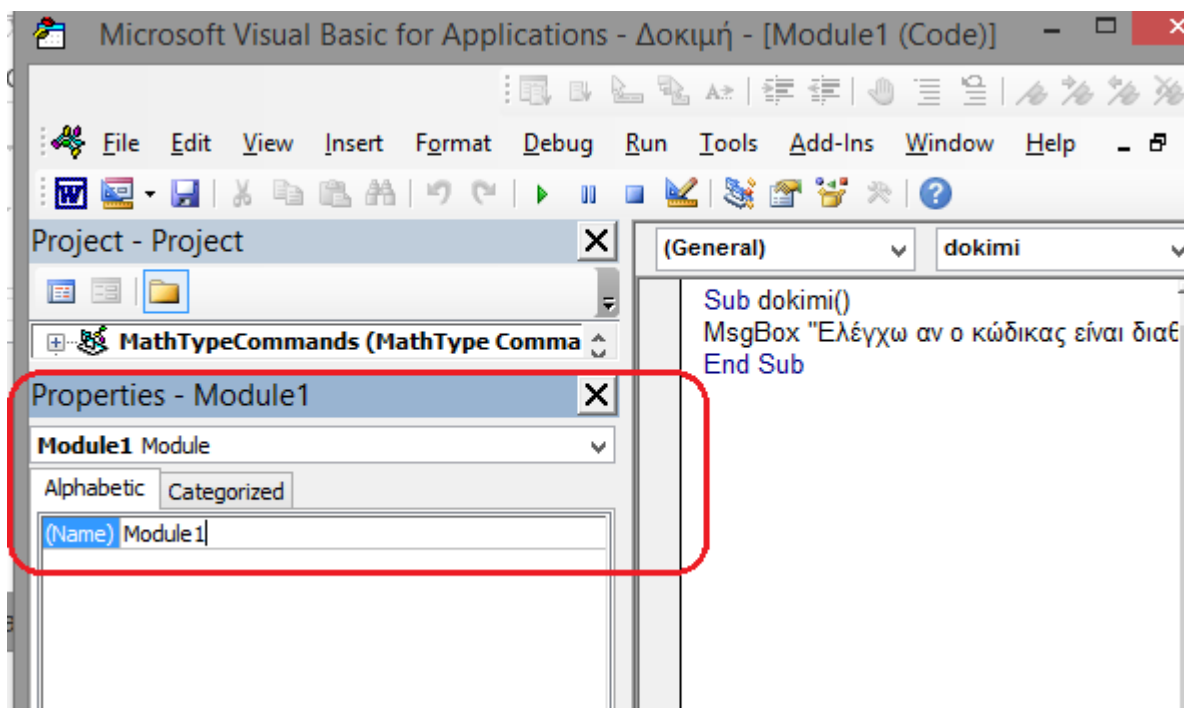 Microsoft Visual Basic for Applications - Δοκιμή - [Module1 (Code)]
File Edit View Insert Format Debug Run Tools Add-Ins Window Help
Project - Project
(General) dokimi
MathTypeCommands (MathType Comma
Sub dokimi()
MsgBox "Ελέγχω αν ο κώδικας είναι
End Sub
Properties - Module1
Module1 Module
Alphabetic Categorized
(Name) Module1